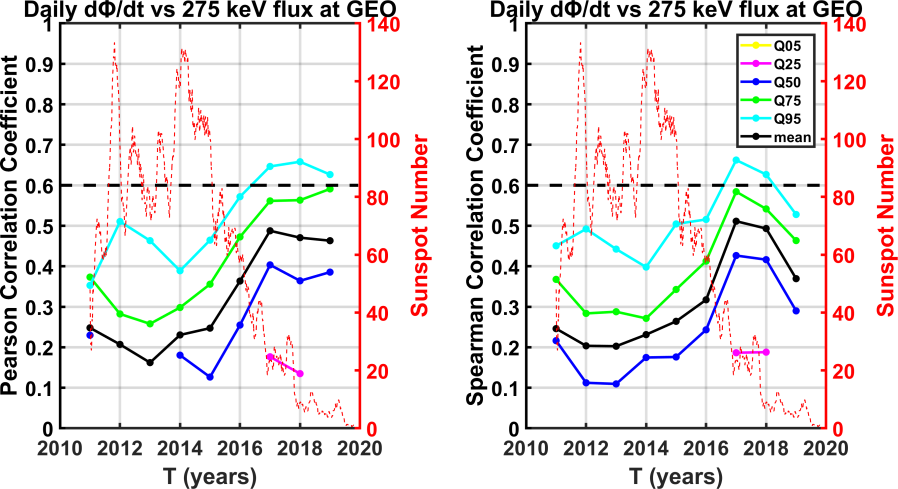 Daily dΦ/dt vs 275 keV flux at GEO
Pearson Correlation Coefficient
1
0.9
0.8
0.7
0.6
0.5
0.4
0.3
0.2
0.1
0
2010 2012 2014 2016 2018 2020
T (years)
140
120
100
80
60
40
20
0
Sunspot Number
Daily dΦ/dt vs 275 keV flux at GEO
Spearman Correlation Coefficient
1
0.9
0.8
0.7
0.6
0.5
0.4
0.3
0.2
0.1
0
2010 2012 2014 2016 2018 2020
T (years)
Q05
Q25
Q50
Q75
Q95
mean
140
120
100
80
60
40
20
0
Sunspot Number